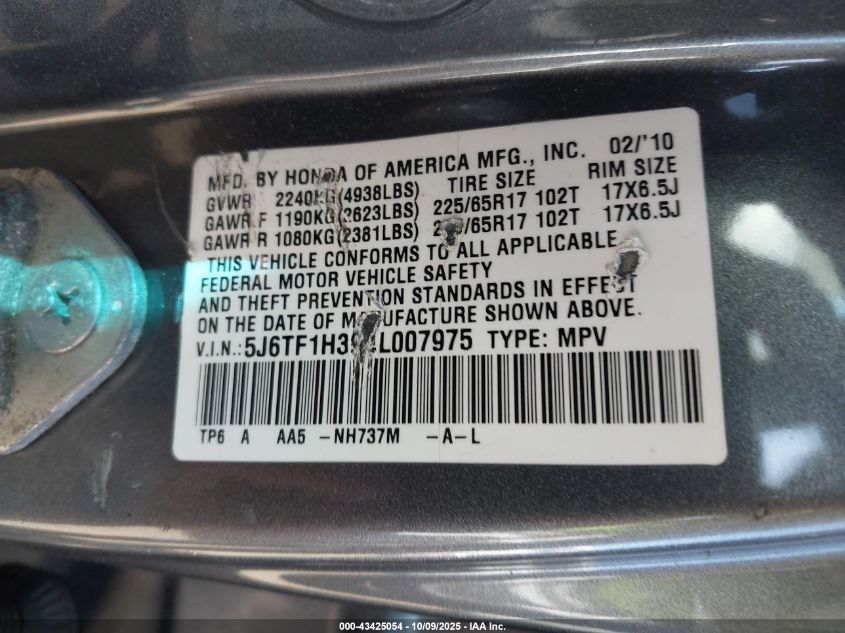 MFD. BY HONDA OF AMERICA MFG., INC. 02/'10
GVWR 2240KG(4938LBS) TIRE SIZE RIM SIZE
GAWR F 1190KG(2623LBS) 225/65R17 102T 17X6.5J
GAWR R 1080KG(2381LBS) 102T 17X6.5J
THIS VEHICLE CONFORMS TO ALL APPLICABLE
FEDERAL MOTOR VEHICLE SAFETY
AND THEFT PREVENTION STANDARDS IN EFFECT
ON THE DATE OF MANUFACTURE SHOWN ABOVE.
V.I.N.: TYPE: MPV
TP6 A AA5 -NH737M -A-L
000-43425054 - 10/09/2025 - IAA Inc.